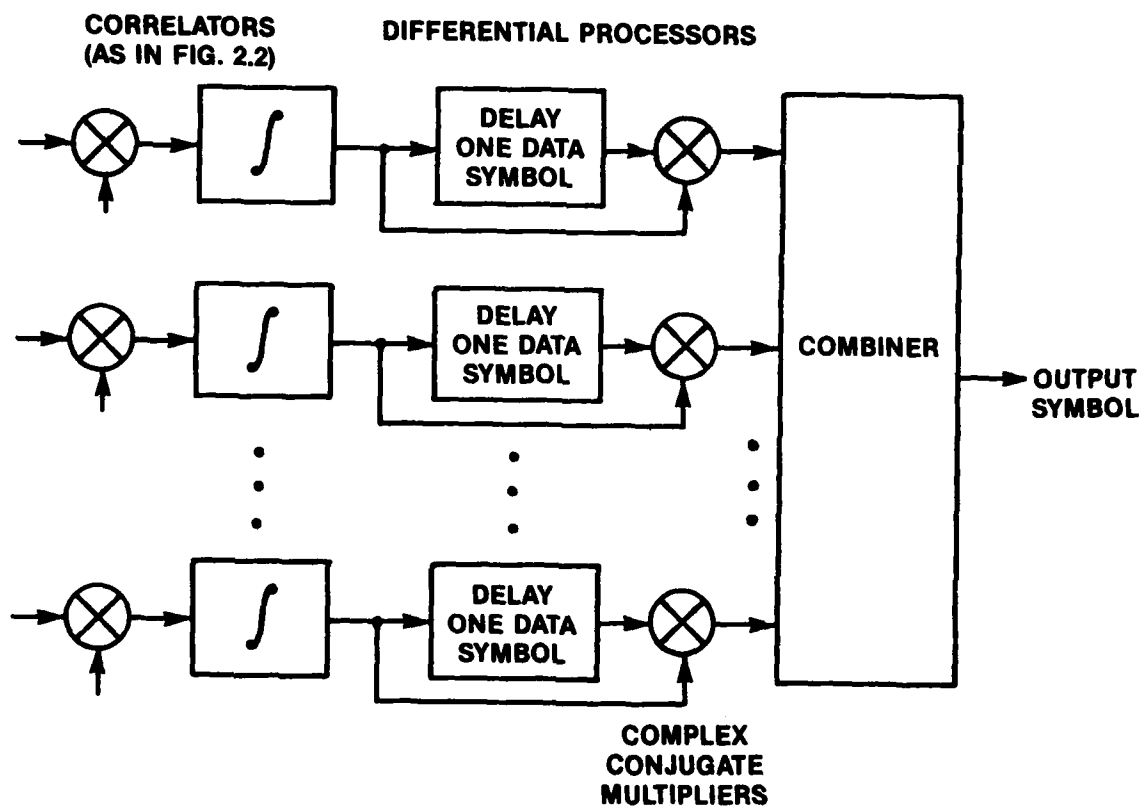 CORRELATORS
(AS IN FIG. 2.2)
DIFFERENTIAL PROCESSORS
∫
DELAY
ONE DATA
SYMBOL
∫
DELAY
ONE DATA
SYMBOL
COMBINER
OUTPUT
SYMBOL
∫
DELAY
ONE DATA
SYMBOL
COMPLEX
CONJUGATE
MULTIPLIERS